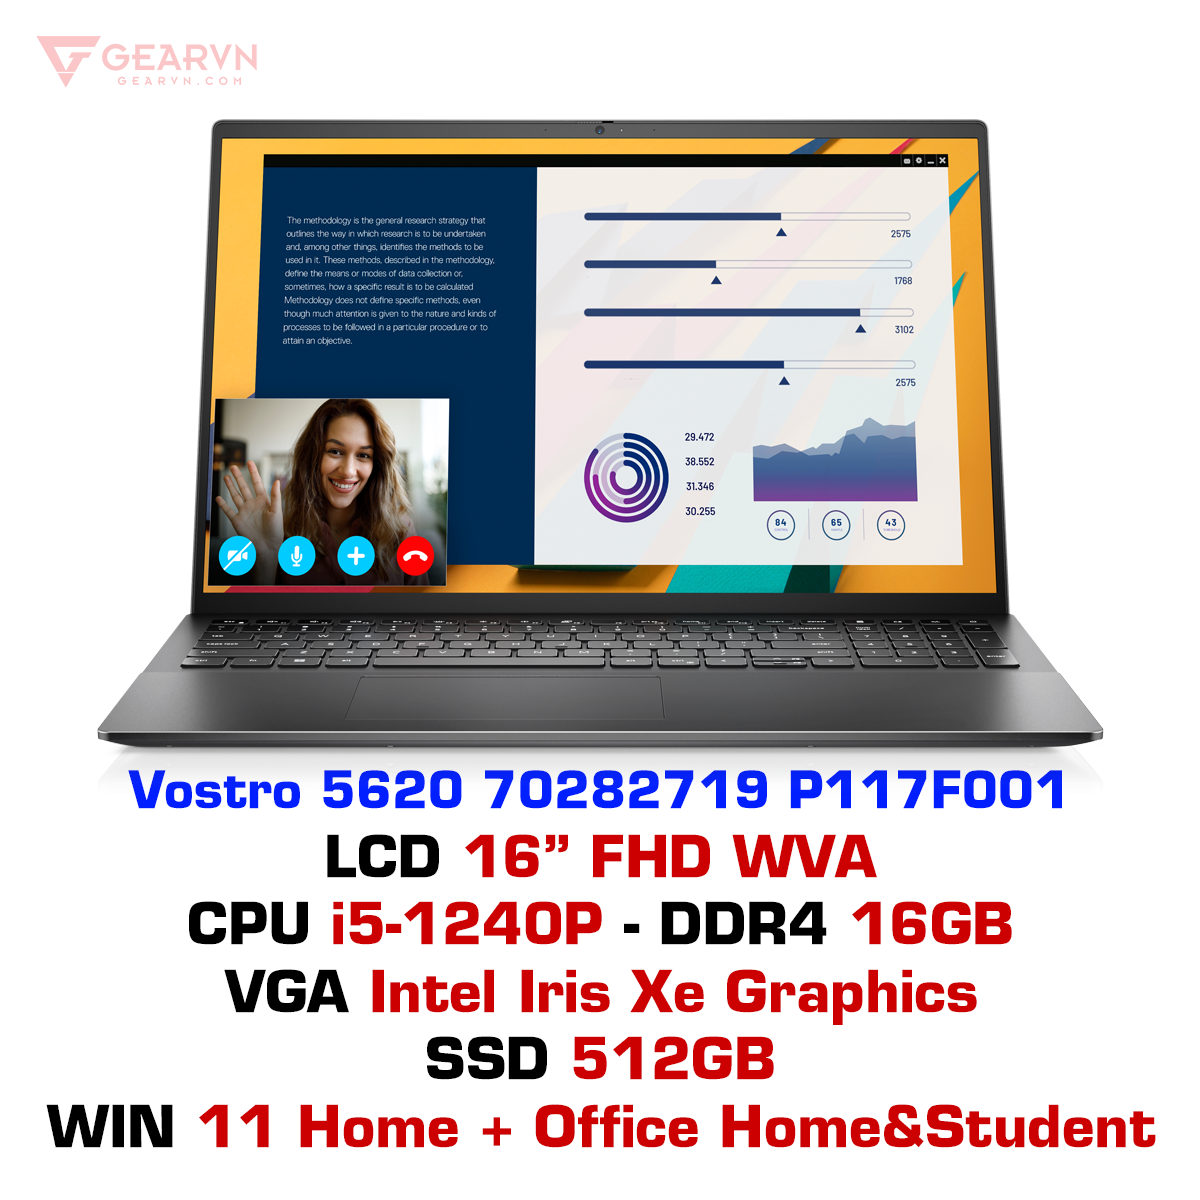 GEARVN
GEARVN.COM
The methodology is the general research strategy that
outlines the way in which research is to be undertaken
and, among other things, identifies the methods to be
used in it. These methods, described in the methodology,
define the means or modes of data collection or,
sometimes, how a specific result is to be calculated
Methodology does not define specific methods, even
though much attention is given to the nature and kinds of
processes to be followed in a particular procedure or to
attain an objective.
2575
1768
3102
2575
29.472
38.552
31.346
30.255
84
65
43
Vostro 5620 70282719 P117F001
LCD 16” FHD WVA
CPU i5-1240P - DDR4 16GB
VGA Intel Iris Xe Graphics
SSD 512GB
WIN 11 Home + Office Home&Student